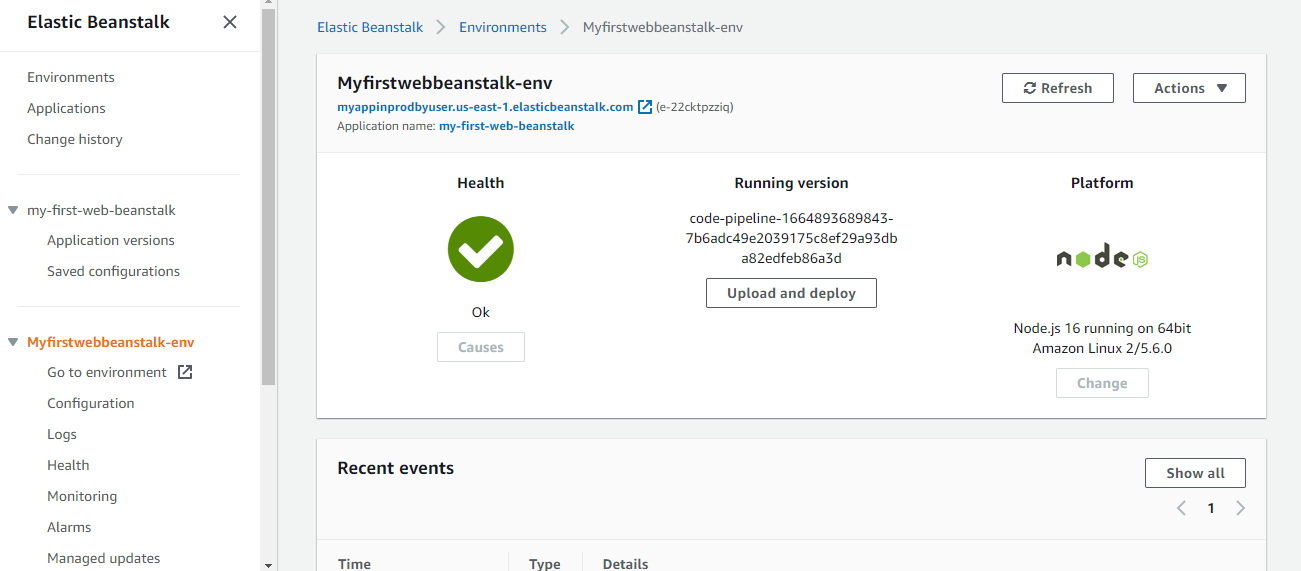 Elastic Beanstalk
Environments
Applications
Change history
my-first-web-beanstalk
Application versions
Saved configurations
Myfirstwebbeanstalk-env
Go to environment
Configuration
Logs
Health
Monitoring
Alarms
Managed updates
Elastic Beanstalk > Environments > Myfirstwebbeanstalk-env
Myfirstwebbeanstalk-env
myappinprodbyuser.us-east-1.elasticbeanstalk.com (e-22cktpzziq)
Application name: my-first-web-beanstalk
Refresh
Actions
Health
Ok
Causes
Running version
code-pipeline-1664893689843-
7b6adc49e2039175c8ef29a93db
a82edfeb86a3d
Upload and deploy
Platform
node JS
Node.js 16 running on 64bit
Amazon Linux 2/5.6.0
Change
Recent events
Show all
1
Time Type Details